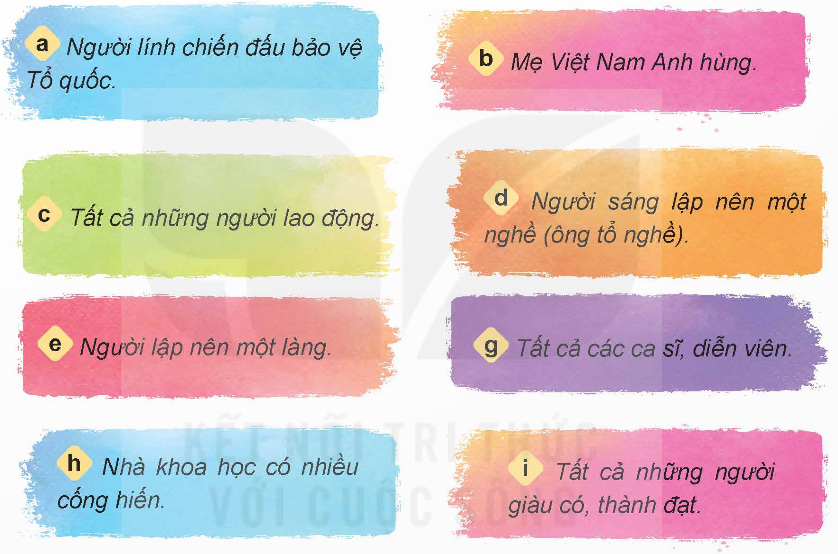 a Người lính chiến đấu bảo vệ
Tổ quốc.
b Mẹ Việt Nam Anh hùng.
c Tất cả những người lao động.
d Người sáng lập nên một
nghề (ông tổ nghề).
e Người lập nên một làng.
g Tất cả các ca sĩ, diễn viên.
h Nhà khoa học có nhiều
cống hiến.
i Tất cả những người
giàu có, thành đạt.
KẾT NỐI TRI THỨC
VỚI CUỘC SỐNG